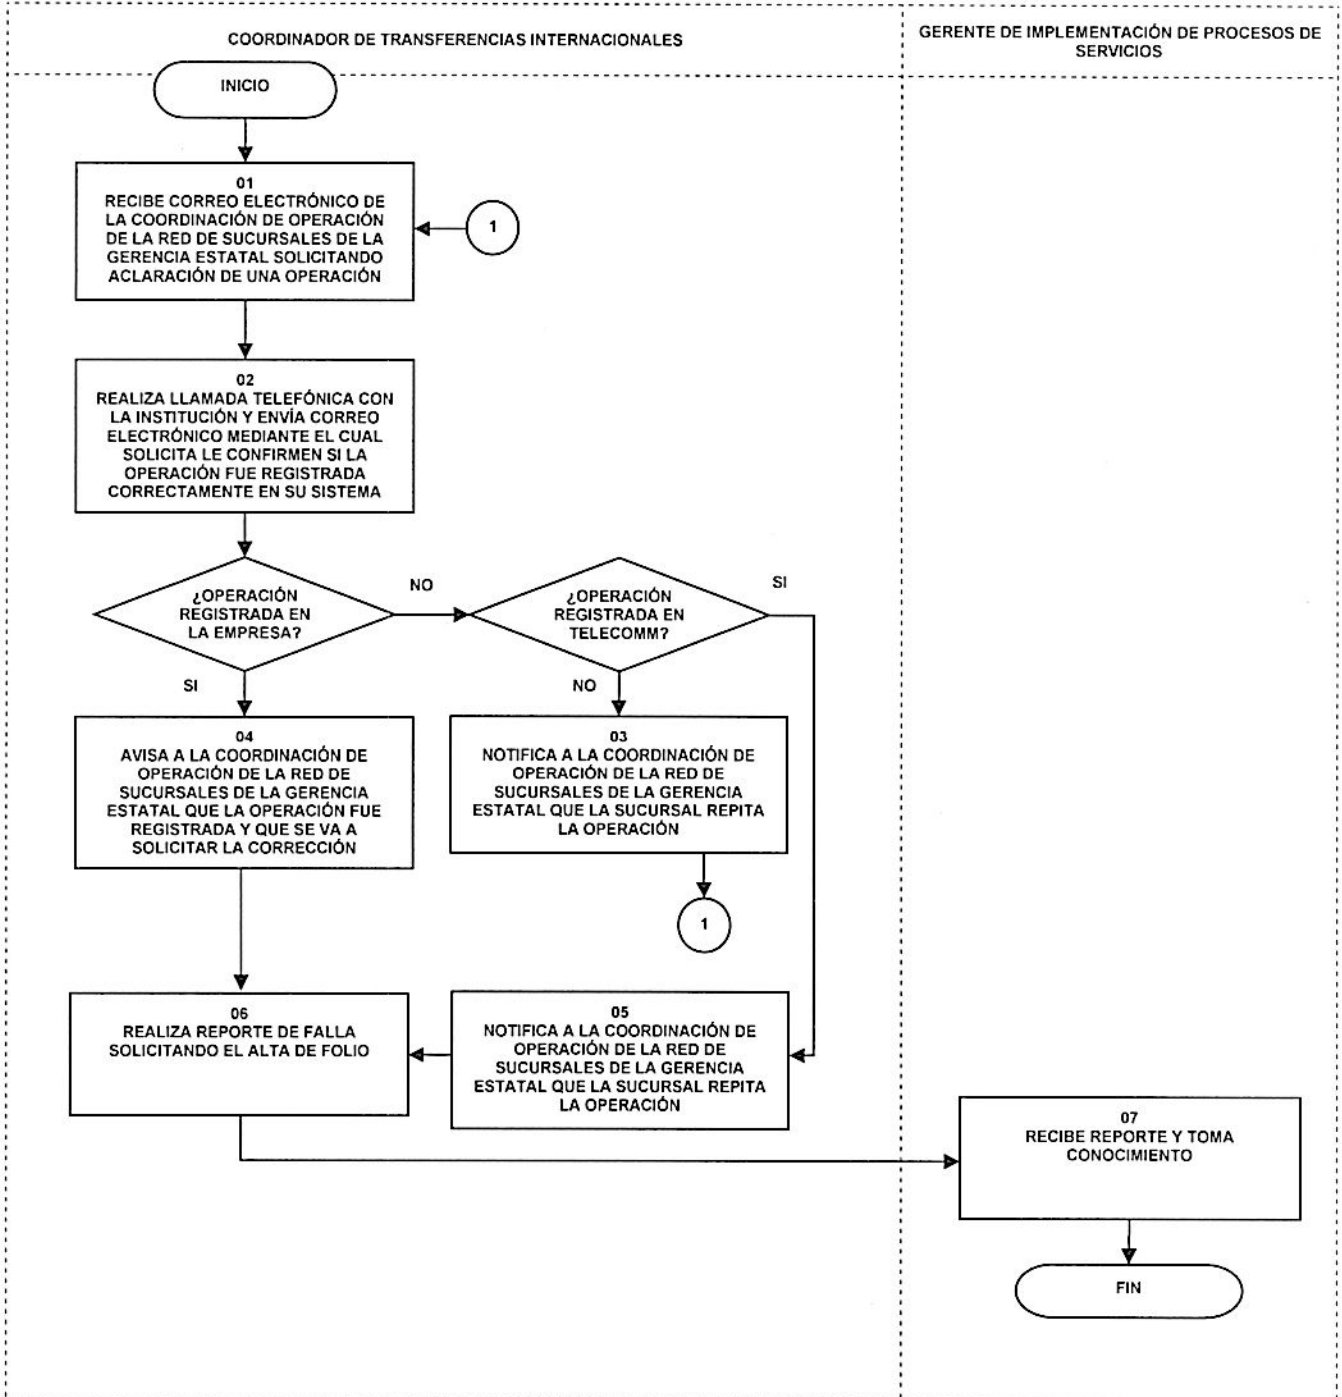 COORDINADOR DE TRANSFERENCIAS INTERNACIONALES
GERENTE DE IMPLEMENTACIÓN DE PROCESOS DE
SERVICIOS
INICIO
01
RECIBE CORREO ELECTRÓNICO DE
LA COORDINACIÓN DE OPERACIÓN
DE LA RED DE SUCURSALES DE LA
GERENCIA ESTATAL SOLICITANDO
ACLARACIÓN DE UNA OPERACIÓN
1
02
REALIZA LLAMADA TELEFÓNICA CON
LA INSTITUCIÓN Y ENVÍA CORREO
ELECTRÓNICO MEDIANTE EL CUAL
SOLICITA LE CONFIRMEN SI LA
OPERACIÓN FUE REGISTRADA
CORRECTAMENTE EN SU SISTEMA
¿OPERACIÓN
REGISTRADA EN
LA EMPRESA?
NO
¿OPERACIÓN
REGISTRADA EN
TELECOMM?
SI
SI
NO
04
AVISA A LA COORDINACIÓN DE
OPERACIÓN DE LA RED DE
SUCURSALES DE LA GERENCIA
ESTATAL QUE LA OPERACIÓN FUE
REGISTRADA Y QUE SE VA A
SOLICITAR LA CORRECCIÓN
03
NOTIFICA A LA COORDINACIÓN DE
OPERACIÓN DE LA RED DE
SUCURSALES DE LA GERENCIA
ESTATAL QUE LA SUCURSAL REPITA
LA OPERACIÓN
1
06
REALIZA REPORTE DE FALLA
SOLICITANDO EL ALTA DE FOLIO
05
NOTIFICA A LA COORDINACIÓN DE
OPERACIÓN DE LA RED DE
SUCURSALES DE LA GERENCIA
ESTATAL QUE LA SUCURSAL REPITA
LA OPERACIÓN
07
RECIBE REPORTE Y TOMA
CONOCIMIENTO
FIN